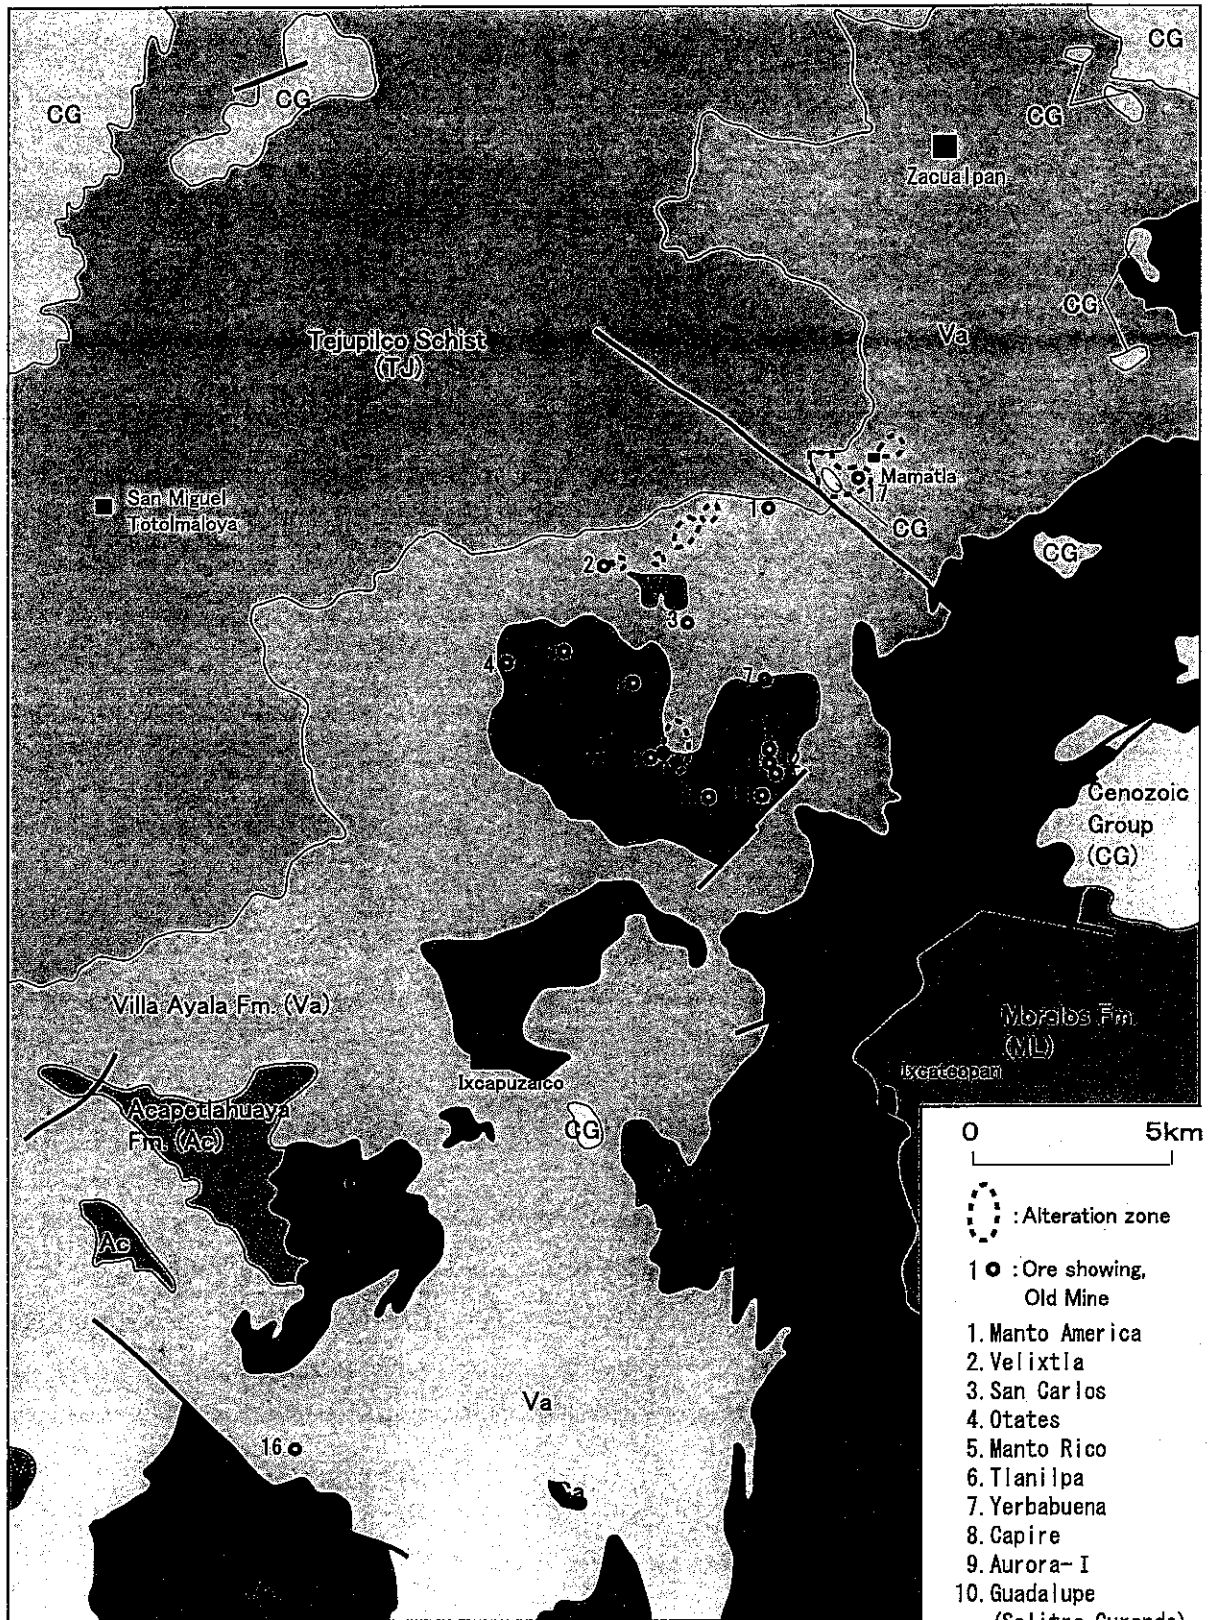 CG
CG
CG
CG
Zacualpan
CG
Tejupilco Schist
(TJ)
Va
San Miguel
Totolmaloya
Mamatla
17
1
CG
CG
2
3
4
7
Cenozoic
Group
(CG)
Villa Ayala Fm. (Va)
Morelos Fm.
(ML)
Ixcapuzalco
Ixcateopan
Acapetlahuaya
Fm. (Ac)
CG
Ac
Va
16
0 5km
:Alteration zone
1 :Ore showing,
Old Mine
1. Manto America
2. Velixtla
3. San Carlos
4. Otates
5. Manto Rico
6. Tlanilpa
7. Yerbabuena
8. Capire
9. Aurora-I
10. Guadalupe